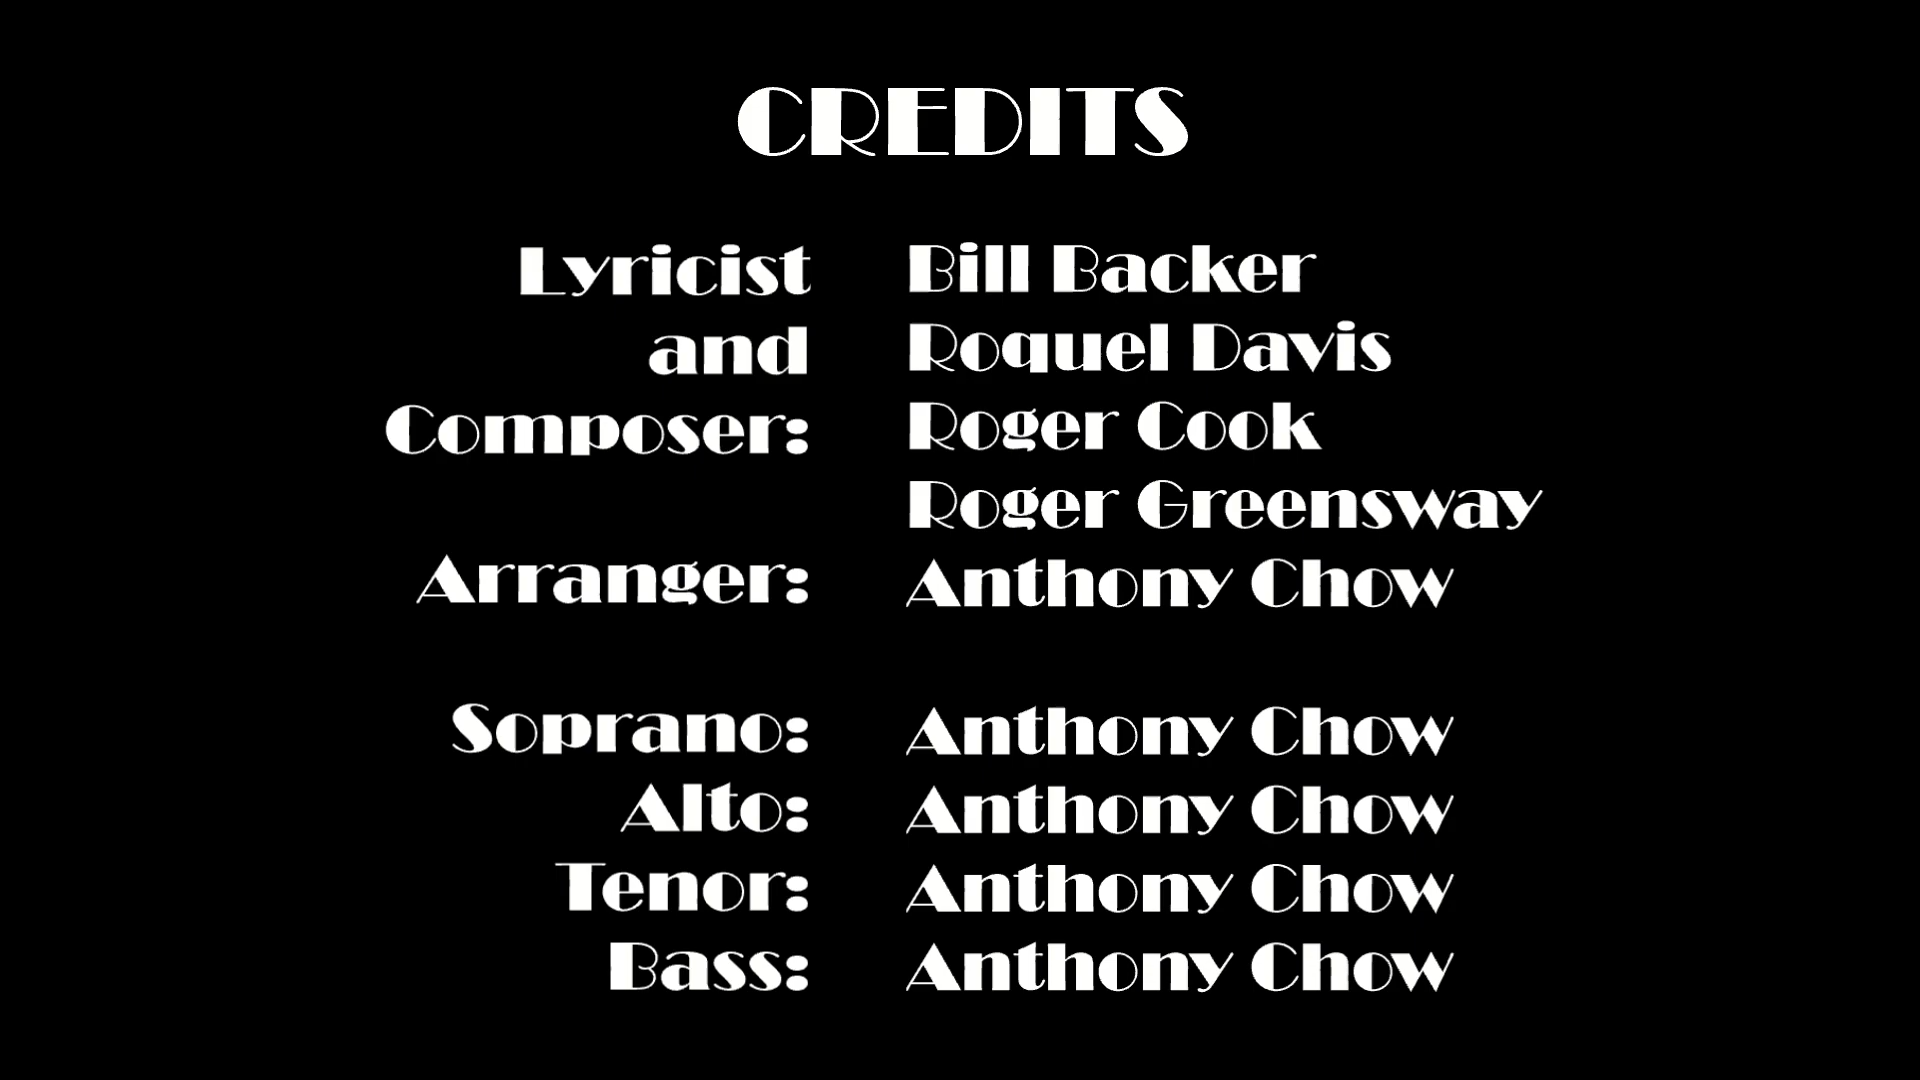 CREDITS
Lyricist Bill Backer
and Roquel Davis
Composer: Roger Cook
Roger Greensway
Arranger: Anthony Chow
Soprano: Anthony Chow
Alto: Anthony Chow
Tenor: Anthony Chow
Bass: Anthony Chow